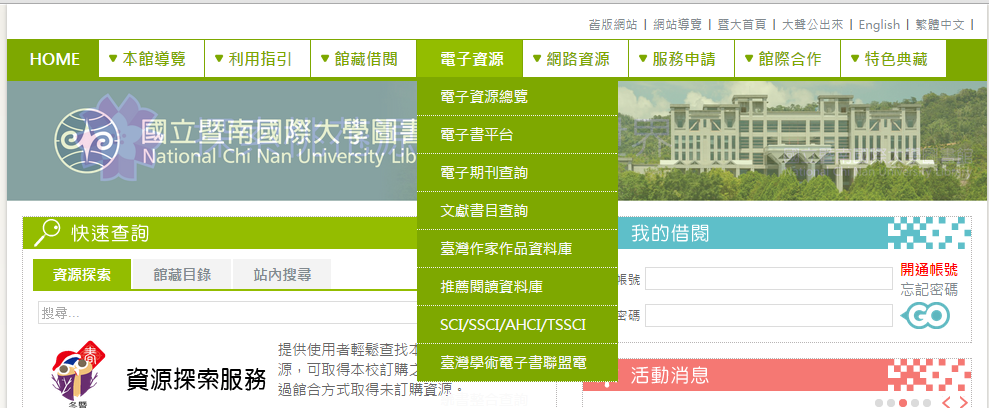 舊版網站 | 網站導覽 | 暨大首頁 | 大聲公出來 | English | 繁體中文 |
HOME 本館導覽 利用指引 館藏借閱 電子資源 網路資源 服務申請 館際合作 特色典藏
電子資源總覽
電子書平台
電子期刊查詢
文獻書目查詢
臺灣作家作品資料庫
推薦閱讀資料庫
SCI/SSCI/AHCI/TSSCI
臺灣學術電子書聯盟電
國立暨南國際大學圖書
National Chi Nan University Lib
快速查詢
資源探索 館藏目錄 站內搜尋
搜尋...
資源探索服務
冬暨
提供使用者輕鬆查找本
源，可取得本校訂購之
過館合方式取得未訂購資源。
我的借閱
帳號
密碼
開通帳號
忘記密碼
GO
活動消息